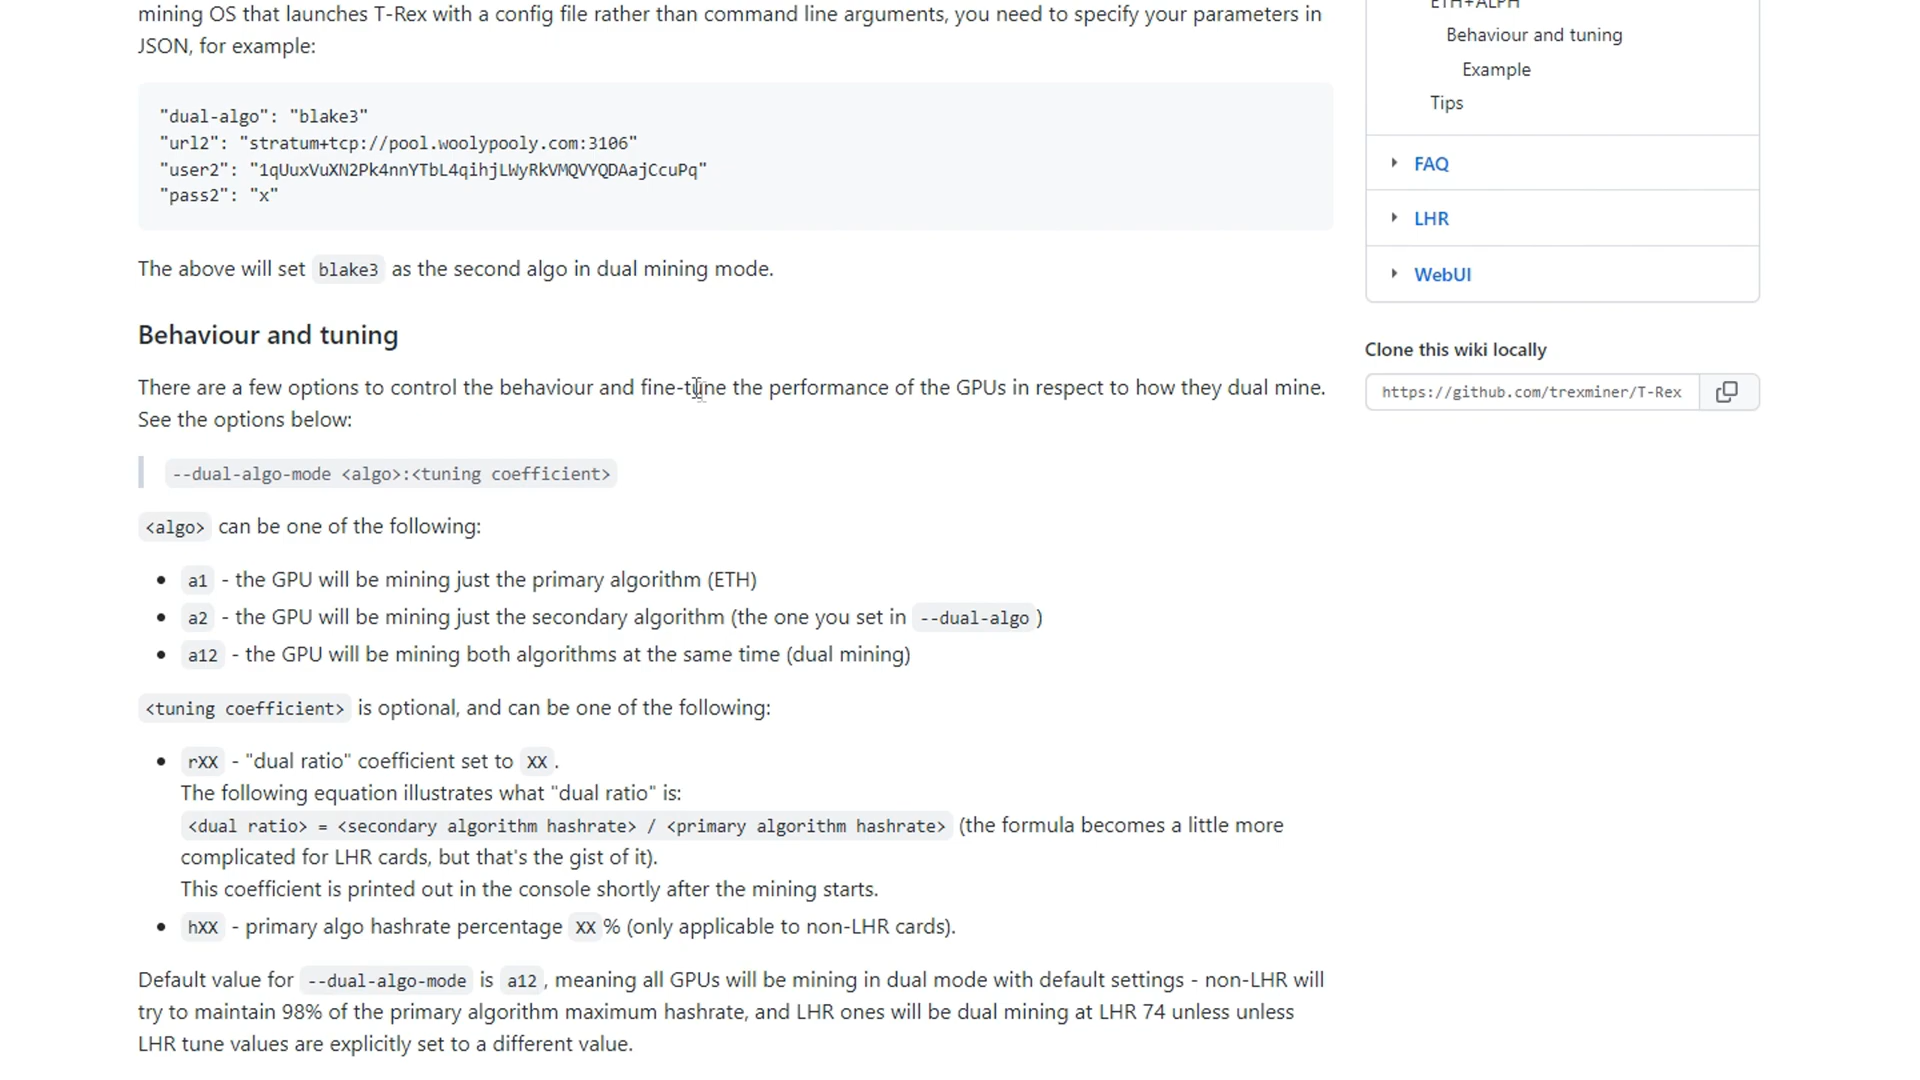 mining OS that launches T-Rex with a config file rather than command line arguments, you need to specify your parameters in
JSON, for example:
"dual-algo": "blake3"
"url2": "stratum+tcp://pool.woolypooly.com:3106"
"user2": "1qUuxVuXN2Pk4nnYTbL4qihjLWyRkVMQVYQDAajCcuPq"
"pass2": "x"
The above will set blake3 as the second algo in dual mining mode.
Behaviour and tuning
There are a few options to control the behaviour and fine-tune the performance of the GPUs in respect to how they dual mine.
See the options below:
--dual-algo-mode <algo>:<tuning coefficient>
<algo> can be one of the following:
a1 - the GPU will be mining just the primary algorithm (ETH)
a2 - the GPU will be mining just the secondary algorithm (the one you set in --dual-algo )
a12 - the GPU will be mining both algorithms at the same time (dual mining)
<tuning coefficient> is optional, and can be one of the following:
rXX - "dual ratio" coefficient set to XX .
The following equation illustrates what "dual ratio" is:
<dual ratio> = <secondary algorithm hashrate> / <primary algorithm hashrate> (the formula becomes a little more
complicated for LHR cards, but that's the gist of it).
This coefficient is printed out in the console shortly after the mining starts.
hXX - primary algo hashrate percentage XX % (only applicable to non-LHR cards).
Default value for --dual-algo-mode is a12 , meaning all GPUs will be mining in dual mode with default settings - non-LHR will
try to maintain 98% of the primary algorithm maximum hashrate, and LHR ones will be dual mining at LHR 74 unless unless
LHR tune values are explicitly set to a different value.
ETH+ALPH
Behaviour and tuning
Example
Tips
FAQ
LHR
WebUI
Clone this wiki locally
https://github.com/trexminer/T-Rex